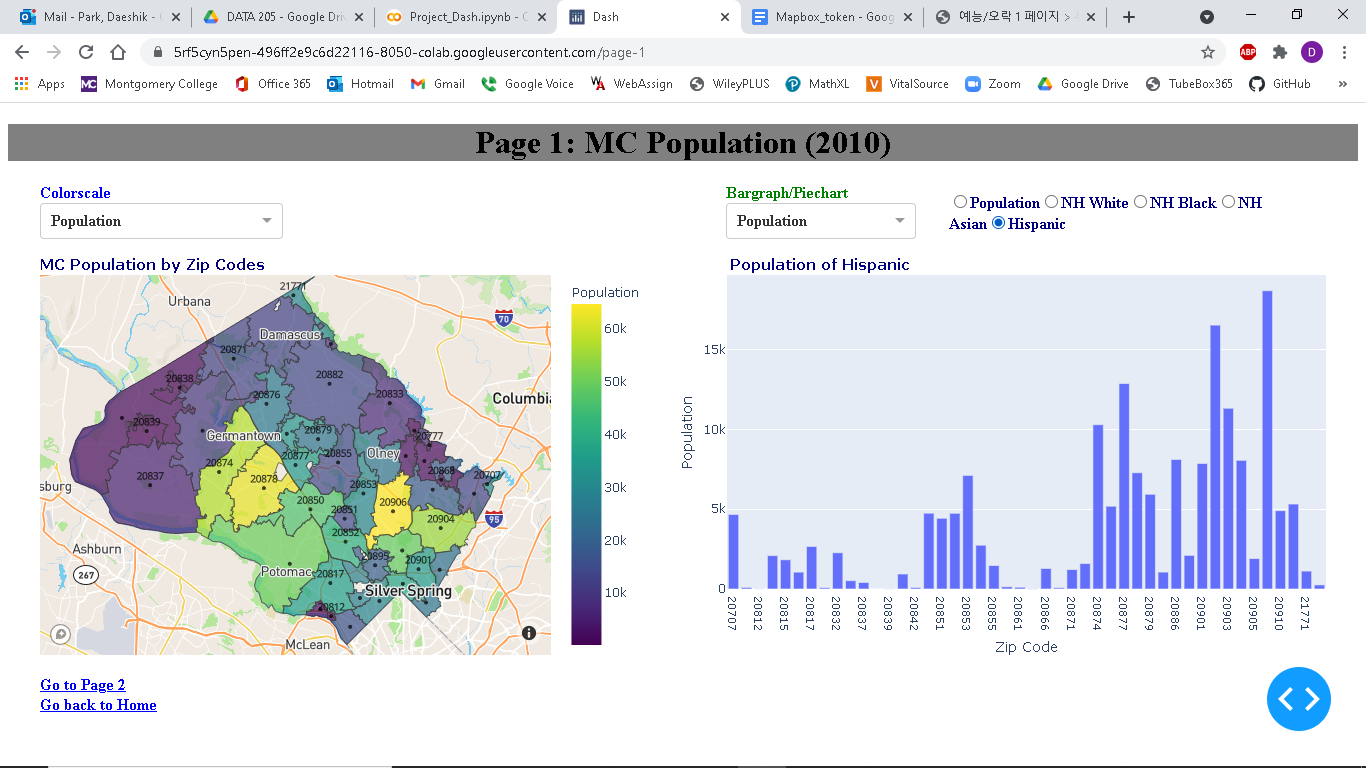 Mail - Park, Daeshik -
DATA 205 - Google Dri
Project_Dash.ipynb - C
Dash
Mapbox_token - Goog
예능/오락 1 페이지 >
5rf5cyn5pen-496ff2e9c6d22116-8050-colab.googleusercontent.com/page-1
ABP
D
Apps
MC Montgomery College
Office 365
Hotmail
Gmail
Google Voice
WebAssign
WileyPLUS
MathXL
VitalSource
Zoom
Google Drive
TubeBox365
GitHub
»
Page 1: MC Population (2010)
Colorscale
Population
Bargraph/Piechart
Population
Population NH White NH Black NH
Asian Hispanic
MC Population by Zip Codes
Urbana
21771
70
Damascus
20871
20838
20882
20876
20833
Columbia
20839
Germantown
20879
20777
20877
20855
Olney
20874
20868
20837
20878
20707
sburg
20853
20850
20906
20851
20904
95
20852
Ashburn
20895
20901
267
Potomac
20817
Silver Spring
20812
McLean
Population
60k
50k
40k
30k
20k
10k
Population of Hispanic
Population
15k
10k
5k
0
20707
20812
20815
20817
20832
20837
20839
20842
20851
20853
20855
20861
20866
20871
20874
20877
20879
20886
20901
20903
20905
20910
21771
Zip Code
Go to Page 2
Go back to Home